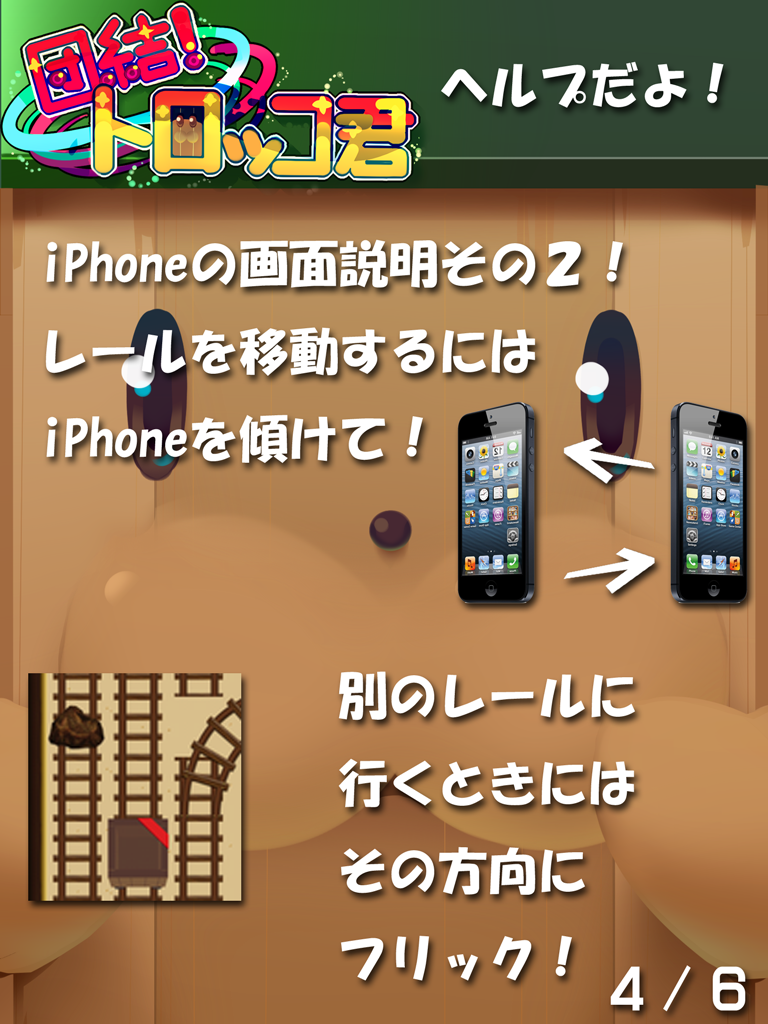 団結!
トロッコ君
ヘルプだよ!
iPhoneの画面説明その2!
レールを移動するには
iPhoneを傾けて!
別のレールに
行くときには
その方向に
フリック!
4/6